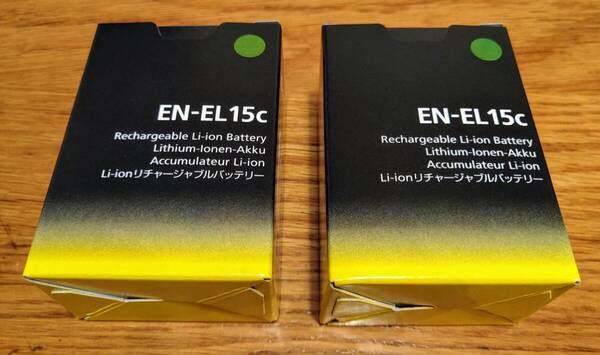 EN-EL15c
Rechargeable Li-ion Battery
Lithium-Ionen-Akku
Accumulateur Li-ion
Li-ionリチャージャブルバッテリー
EN-EL15c
Rechargeable Li-ion Battery
Lithium-Ionen-Akku
Accumulateur Li-ion
Li-ionリチャージャブルバッテリー